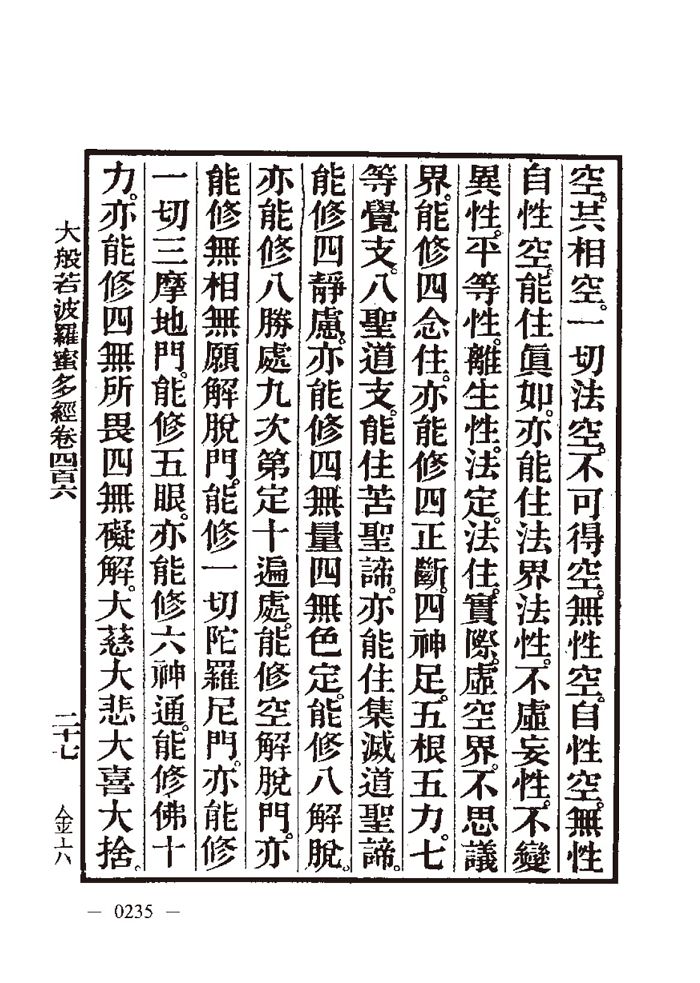 空。共相空。一切法空。不可得空。無性空。自性空。無性
自性空。能住眞如。亦能住法界法性。不虛妄性。不變
異性。平等性。離生性。法定。法住。實際。虛空界。不思議
界。能修四念住。亦能修四正斷。四神足。五根五力。七
等覺支。八聖道支。能住苦聖諦。亦能住集滅道聖諦。
能修四靜慮。亦能修四無量四無色定。能修八解脫。
亦能修八勝處九次第定十遍處。能修空解脫門。亦
能修無相無願解脫門。能修一切陀羅尼門。亦能修
一切三摩地門。能修五眼。亦能修六神通。能修佛十
力。亦能修四無所畏四無礙解。大慈大悲大喜大捨。
大般若波羅蜜多經卷四百六 二十七 金六
— 0235 —